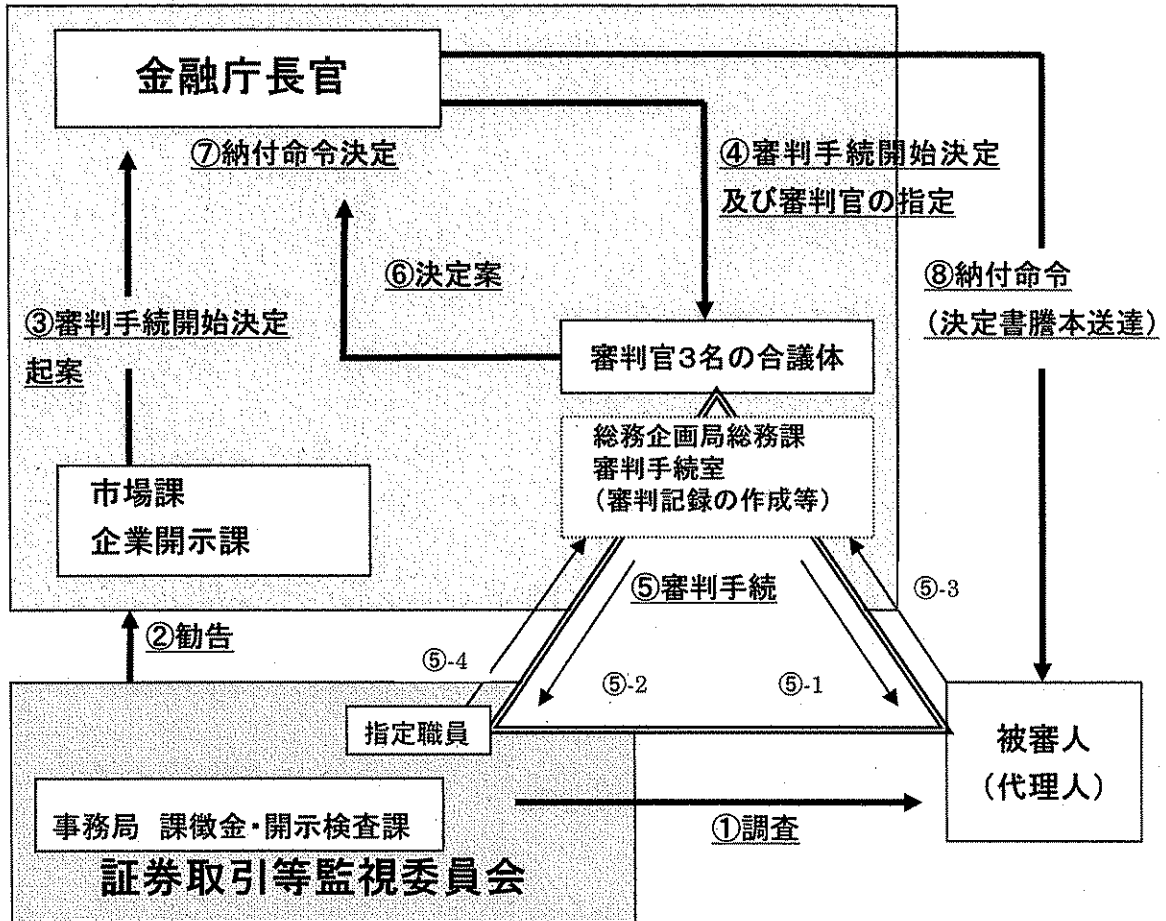 金融庁長官
⑦納付命令決定
④審判手続開始決定
及び審判官の指定
⑥決定案
⑧納付命令
(決定書謄本送達)
③審判手続開始決定
起案
審判官3名の合議体
総務企画局総務課
審判手続室
(審判記録の作成等)
市場課
企業開示課
⑤審判手続
⑤-3
②勧告
⑤-4
⑤-2
⑤-1
指定職員
被審人
(代理人)
事務局 課徴金・開示検査課
①調査
証券取引等監視委員会